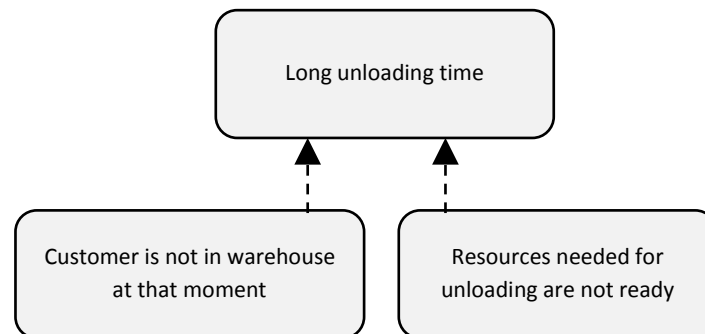 Long unloading time
Customer is not in warehouse
at that moment
Resources needed for
unloading are not ready